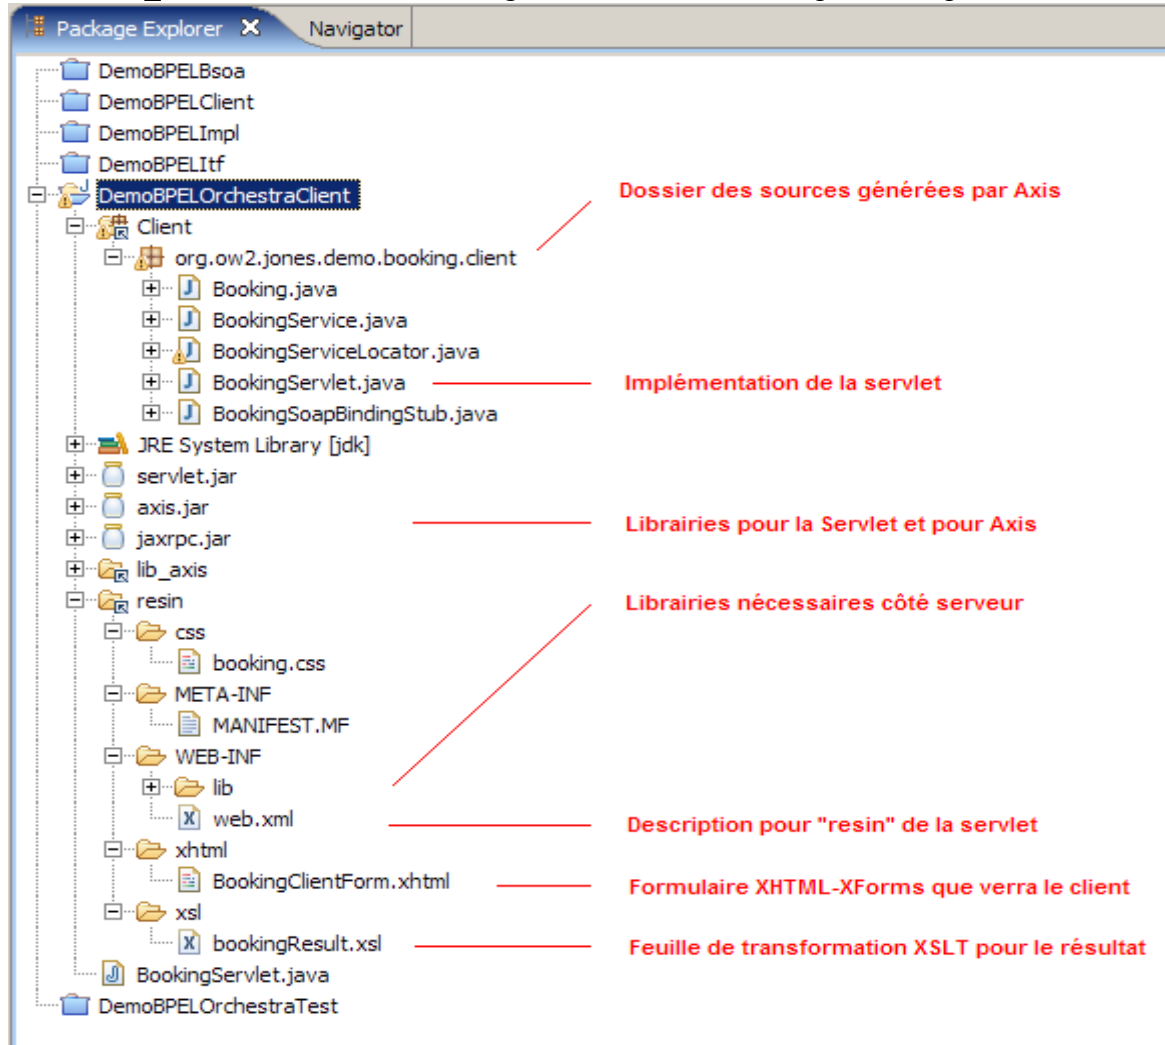 Package Explorer Navigator
DemoBPELBsoa
DemoBPELClient
DemoBPELImpl
DemoBPELItf
DemoBPELOrchestraClient Dossier des sources générées par Axis
Client
org.ow2.jones.demo.booking.client
Booking.java
BookingService.java
BookingServiceLocator.java
BookingServlet.java Implémentation de la servlet
BookingSoapBindingStub.java
JRE System Library [jdk]
servlet.jar
axis.jar Librairies pour la Servlet et pour Axis
jaxrpc.jar
lib_axis
resin Librairies nécessaires côté serveur
css
booking.css
META-INF
MANIFEST.MF
WEB-INF
lib
web.xml Description pour "resin" de la servlet
xhtml
BookingClientForm.xhtml Formulaire XHTML-XForms que verra le client
xsl
bookingResult.xsl Feuille de transformation XSLT pour le résultat
BookingServlet.java
DemoBPELOrchestraTest